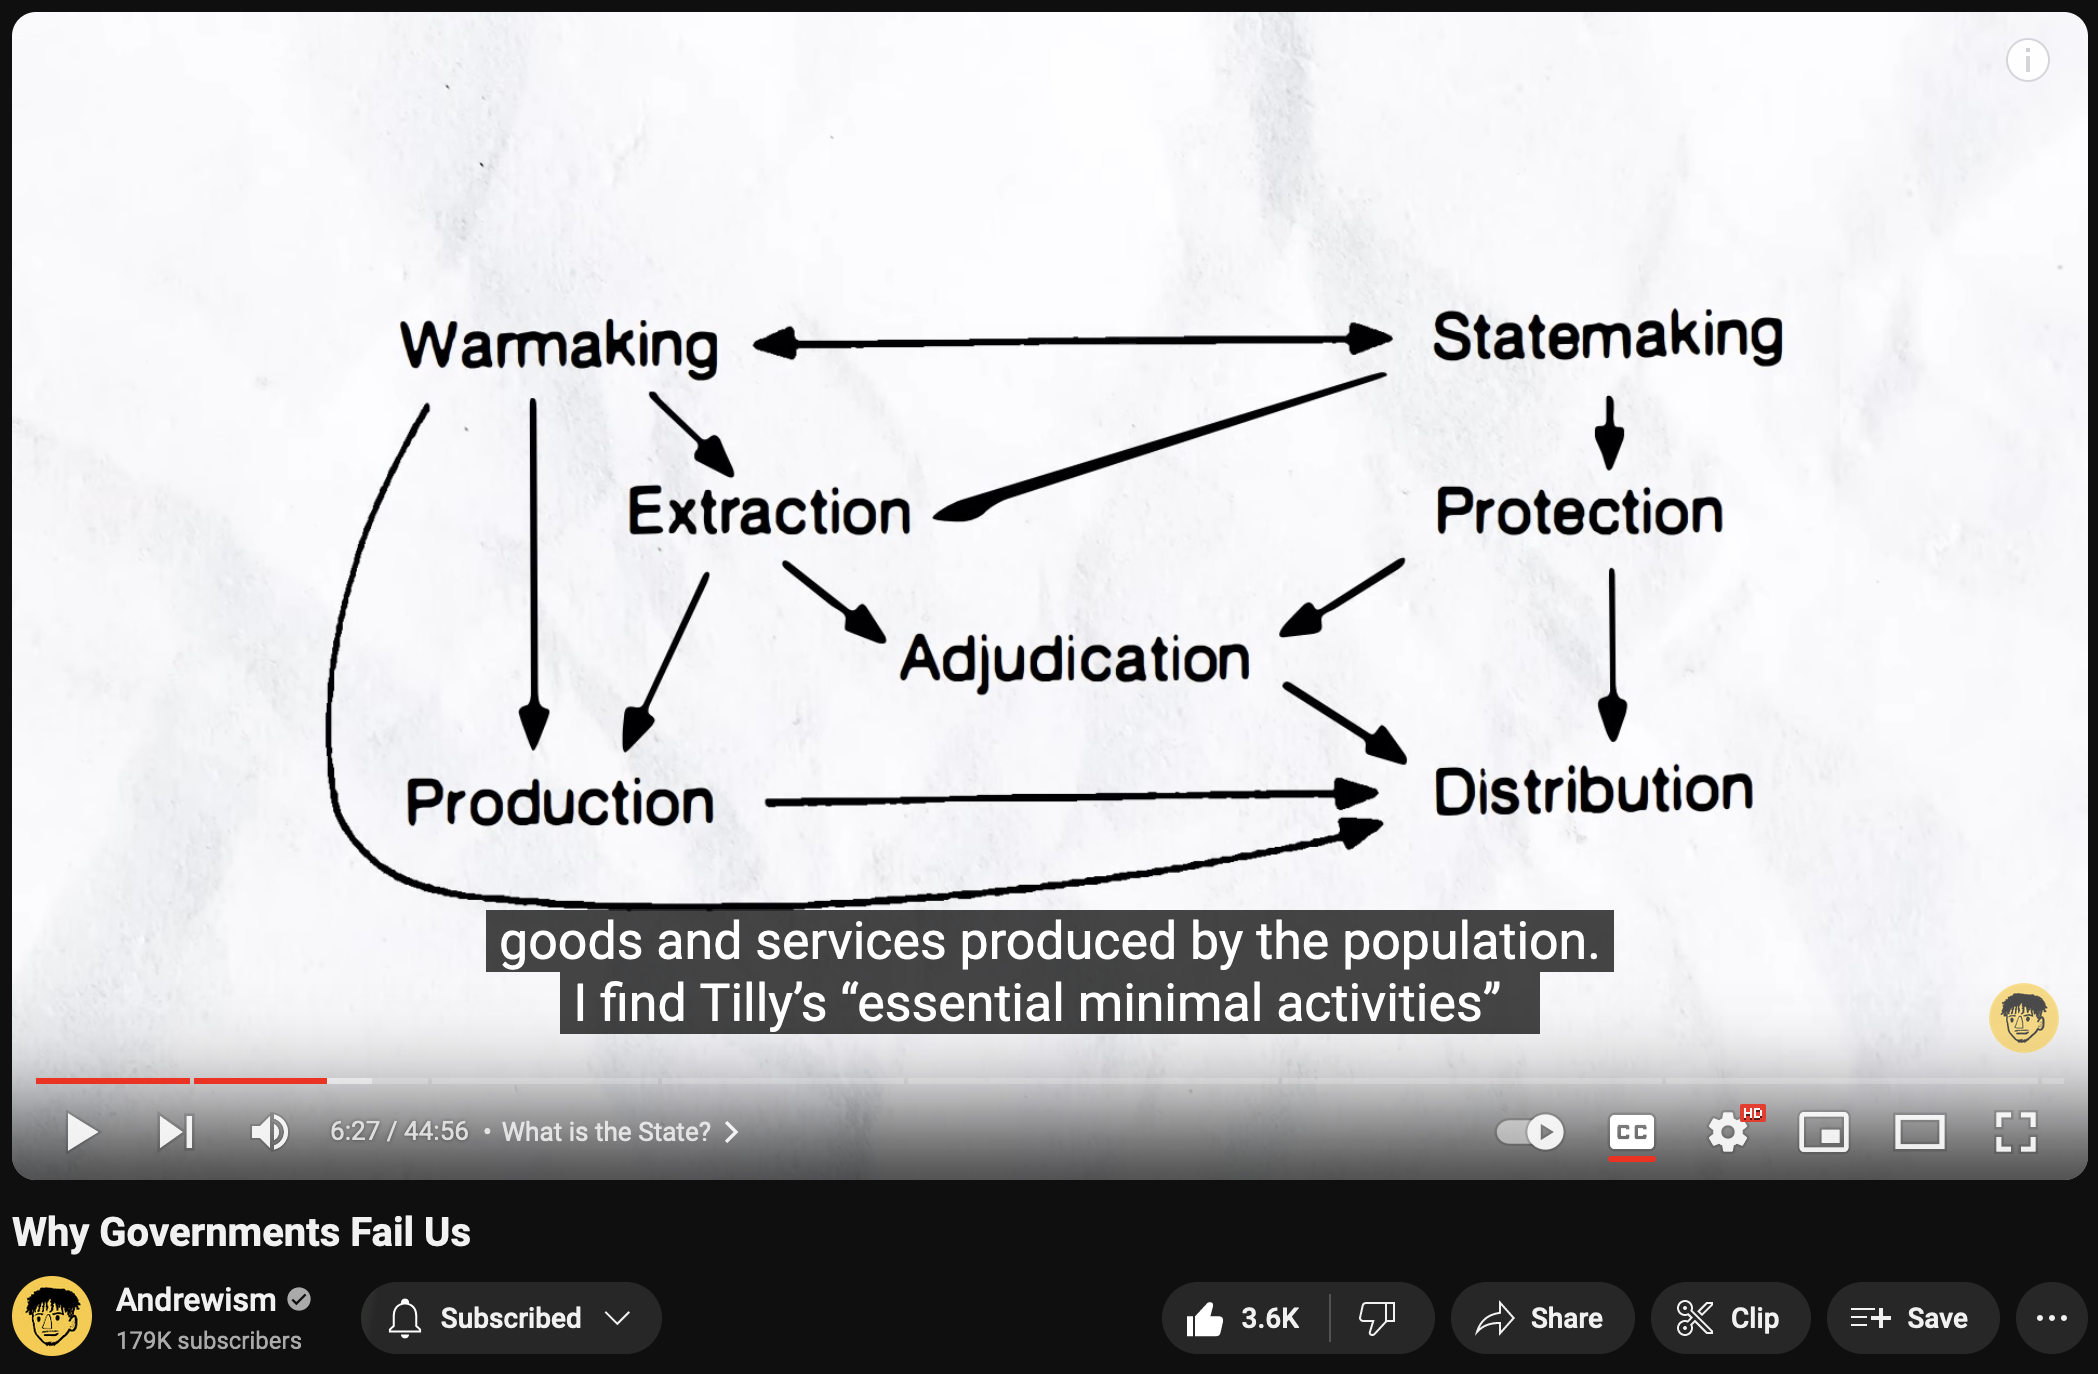 Warmaking
Statemaking
Extraction
Protection
Adjudication
Production
Distribution
goods and services produced by the population.
I find Tilly’s “essential minimal activities”
6:27 / 44:56 • What is the State?
CC
HD
Why Governments Fail Us
Andrewism
179K subscribers
Subscribed
3.6K
Share
Clip
Save